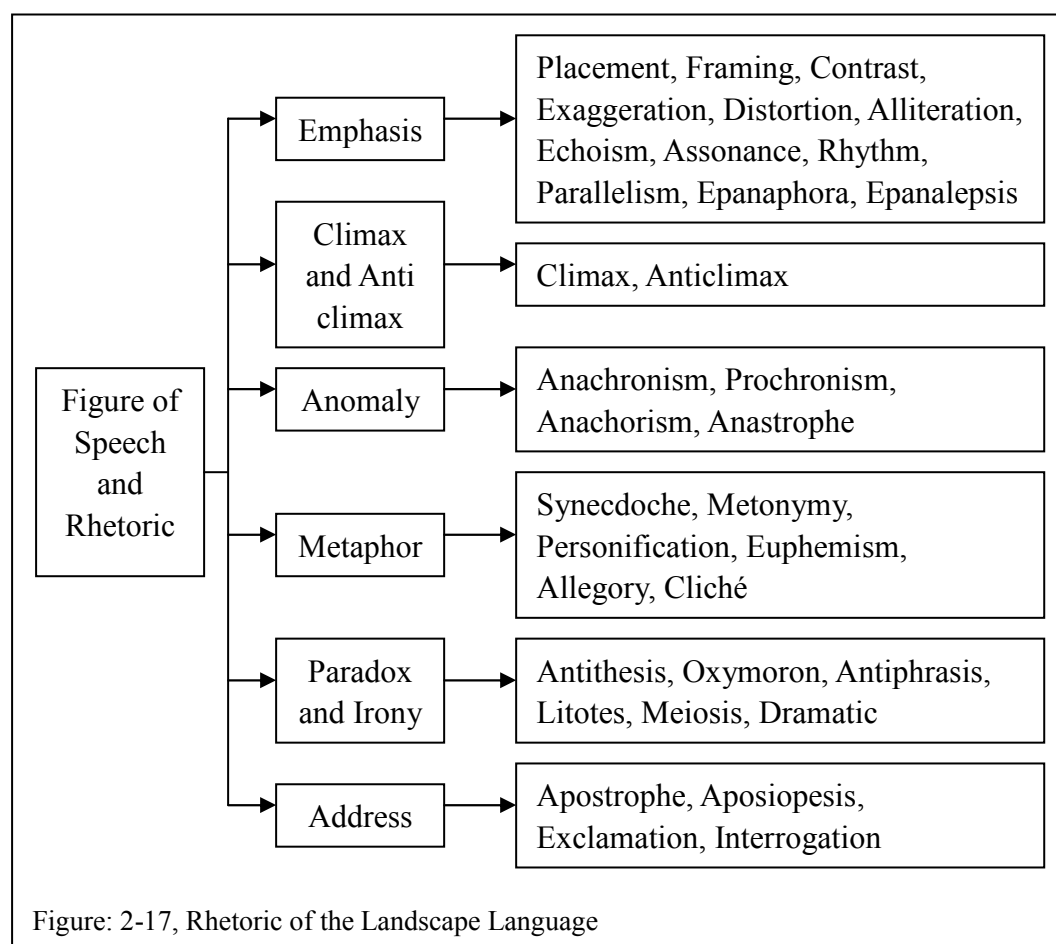 Figure of
Speech
and
Rhetoric
Emphasis
Placement, Framing, Contrast,
Exaggeration, Distortion, Alliteration,
Echoism, Assonance, Rhythm,
Parallelism, Epanaphora, Epanalepsis
Climax
and Anti
climax
Climax, Anticlimax
Anomaly
Anachronism, Prochronism,
Anachorism, Anastrophe
Metaphor
Synecdoche, Metonymy,
Personification, Euphemism,
Allegory, Cliché
Paradox
and Irony
Antithesis, Oxymoron, Antiphrasis,
Litotes, Meiosis, Dramatic
Address
Apostrophe, Aposiopesis,
Exclamation, Interrogation
Figure: 2-17, Rhetoric of the Landscape Language